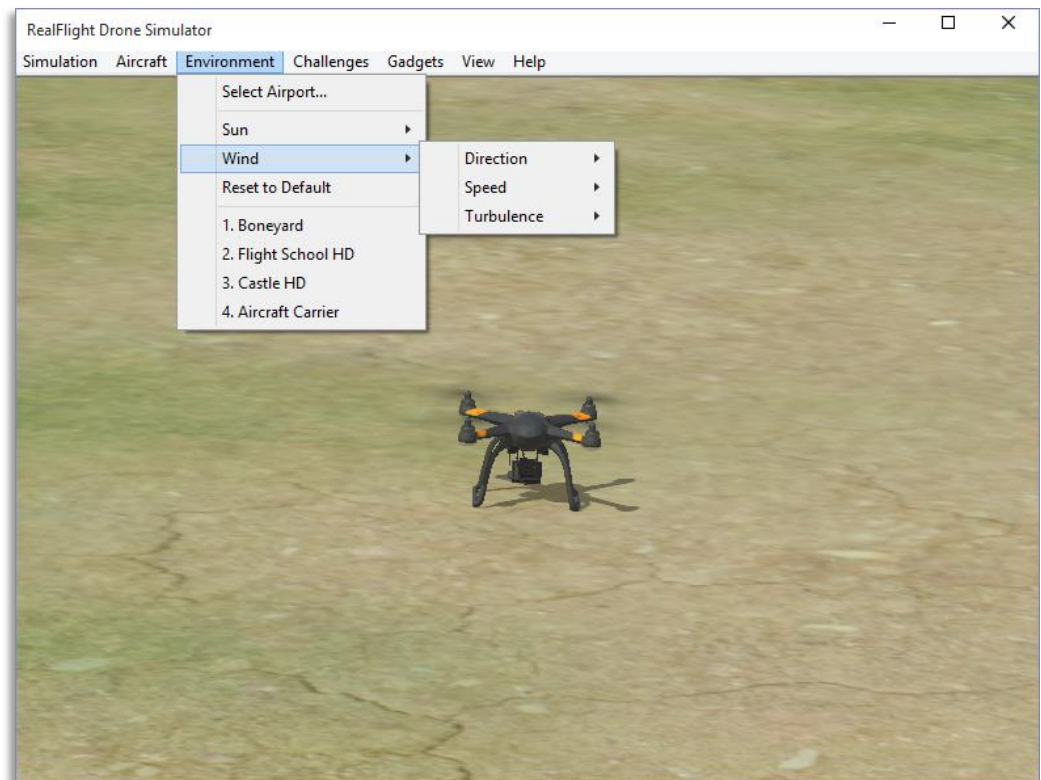 RealFlight Drone Simulator
Simulation Aircraft Environment Challenges Gadgets View Help
Select Airport...
Sun
Wind
Reset to Default
1. Boneyard
2. Flight School HD
3. Castle HD
4. Aircraft Carrier
Direction
Speed
Turbulence